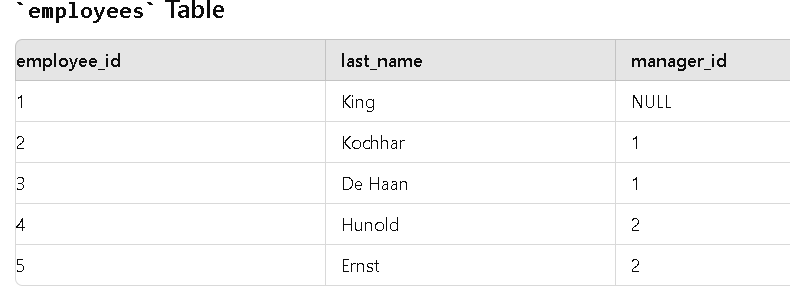 `employees` Table
employee_id last_name manager_id
1 King NULL
2 Kochhar 1
3 De Haan 1
4 Hunold 2
5 Ernst 2